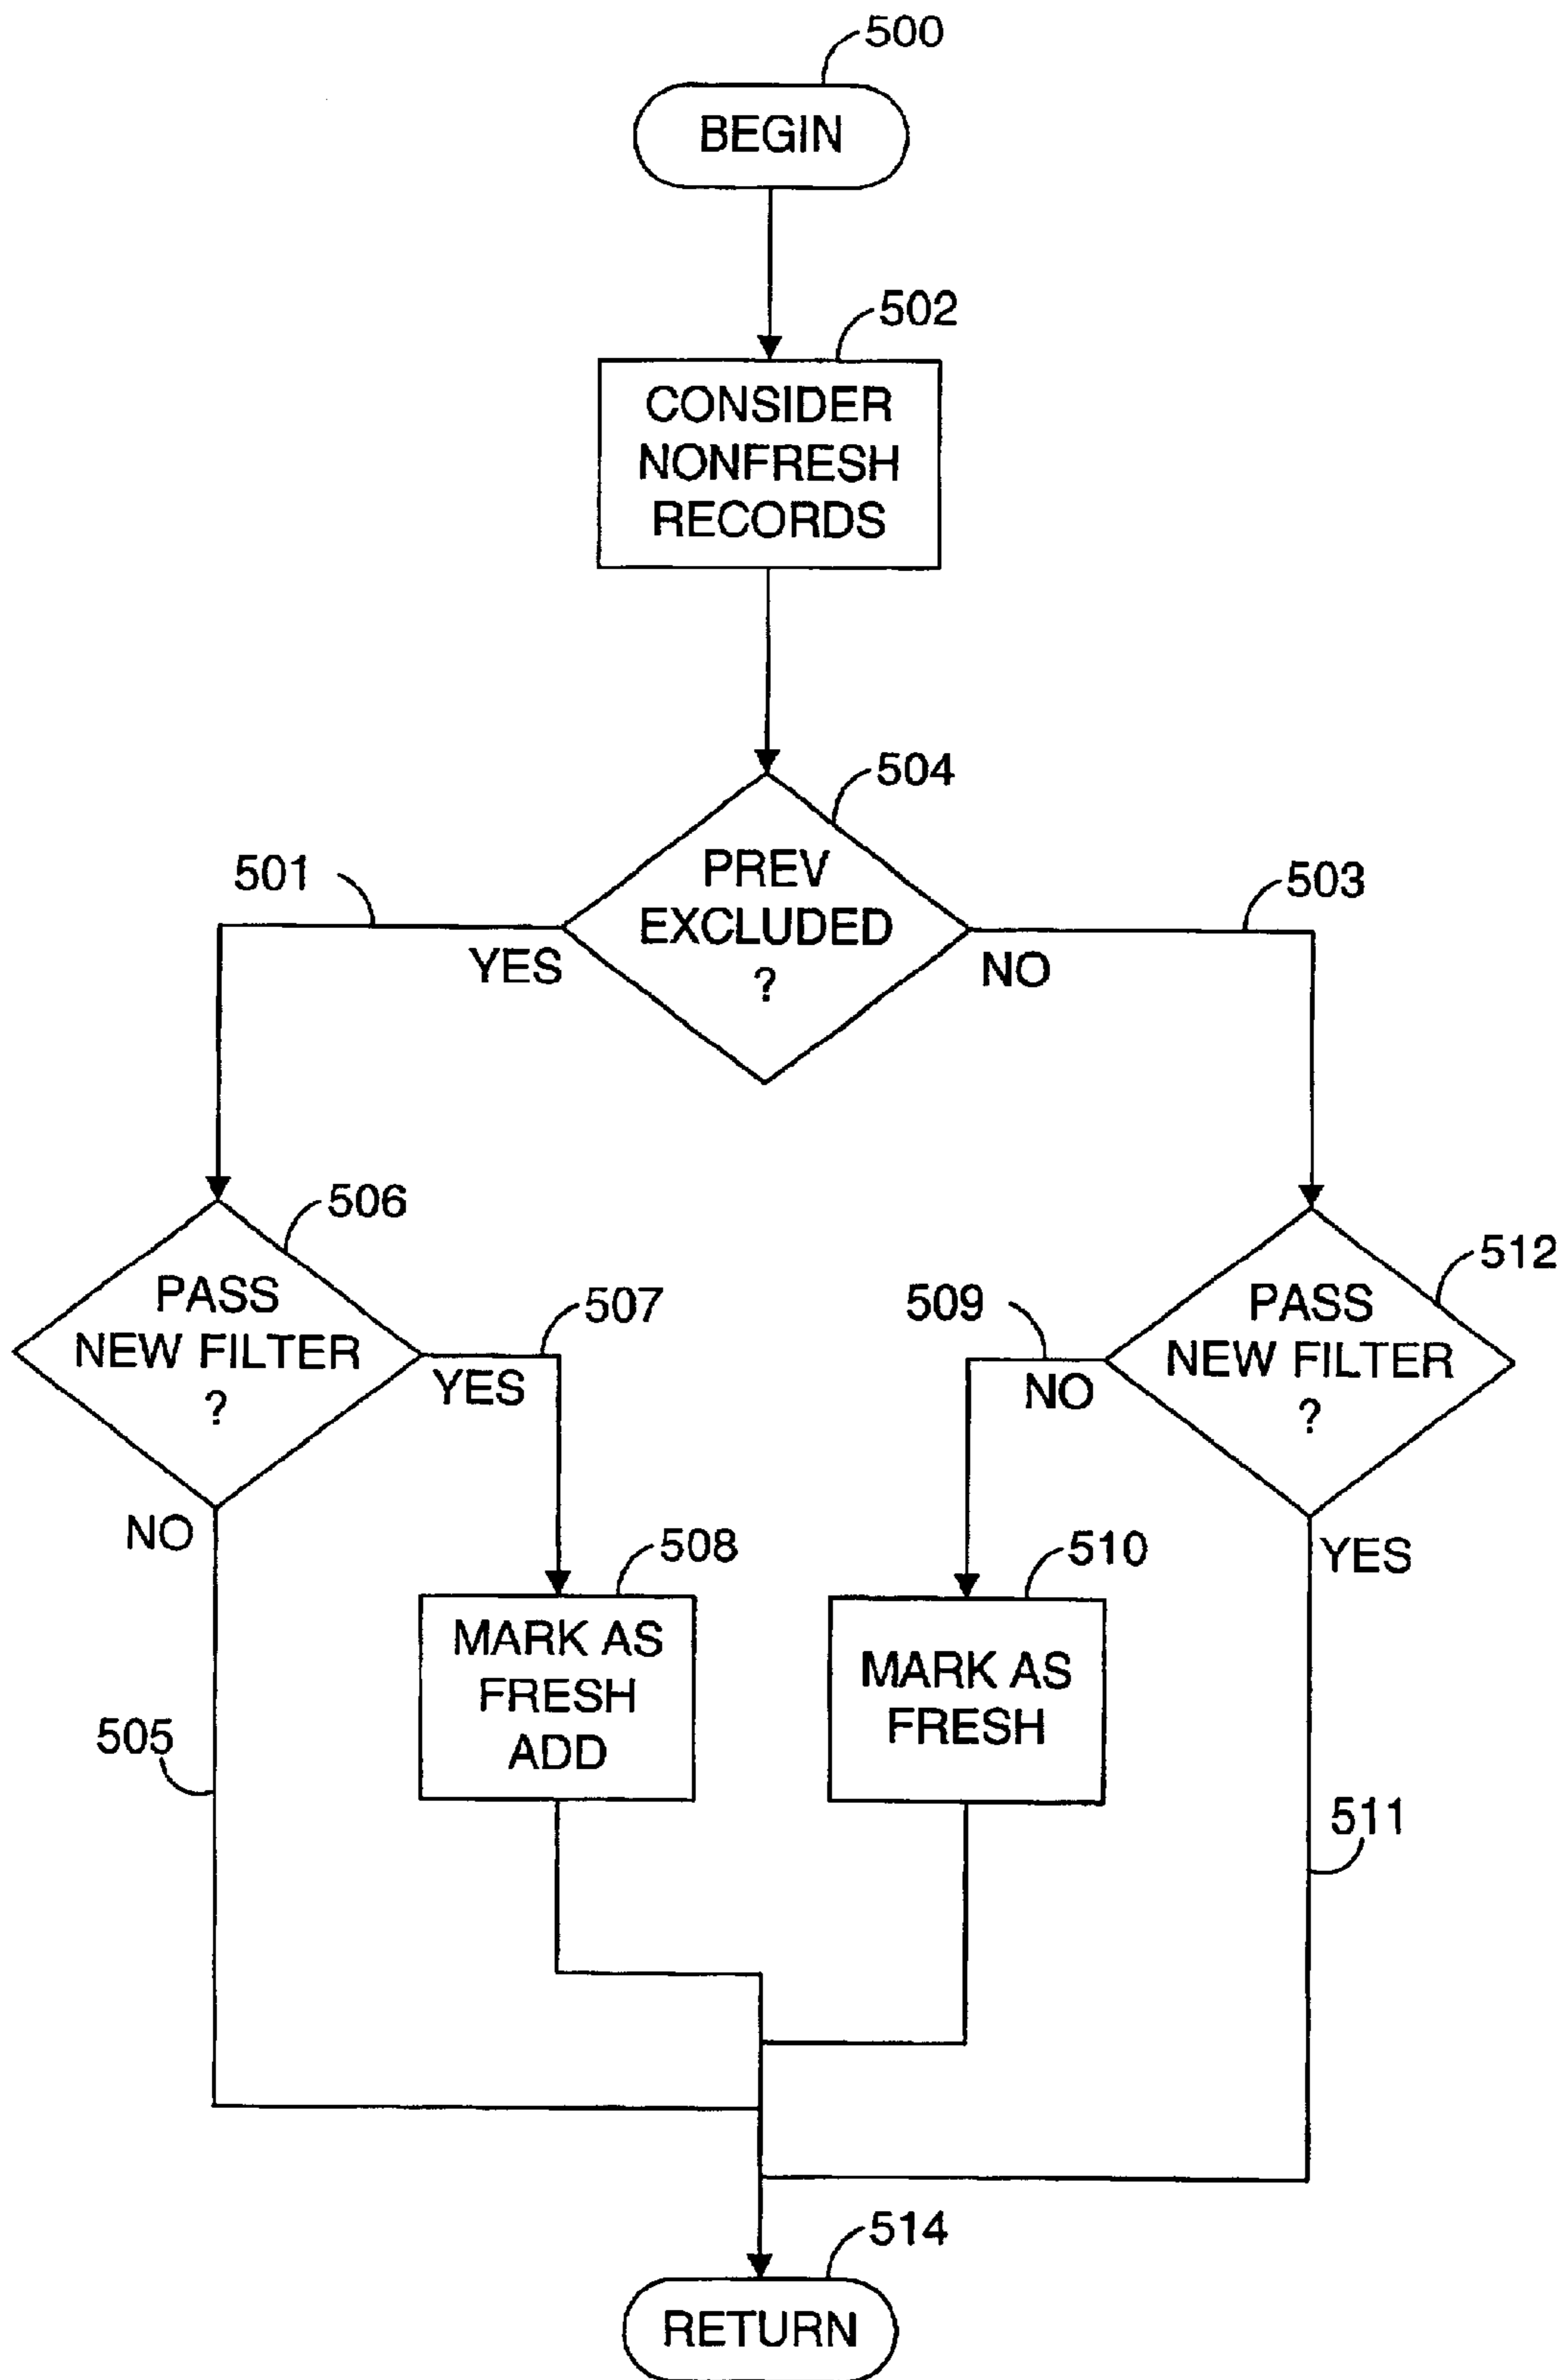 500
BEGIN
502
CONSIDER
NONFRESH
RECORDS
504
PREV
EXCLUDED
?
501
YES
503
NO
506
PASS
NEW FILTER
?
507
YES
NO
512
PASS
NEW FILTER
?
509
NO
YES
508
MARK AS
FRESH
ADD
510
MARK AS
FRESH
505
511
514
RETURN